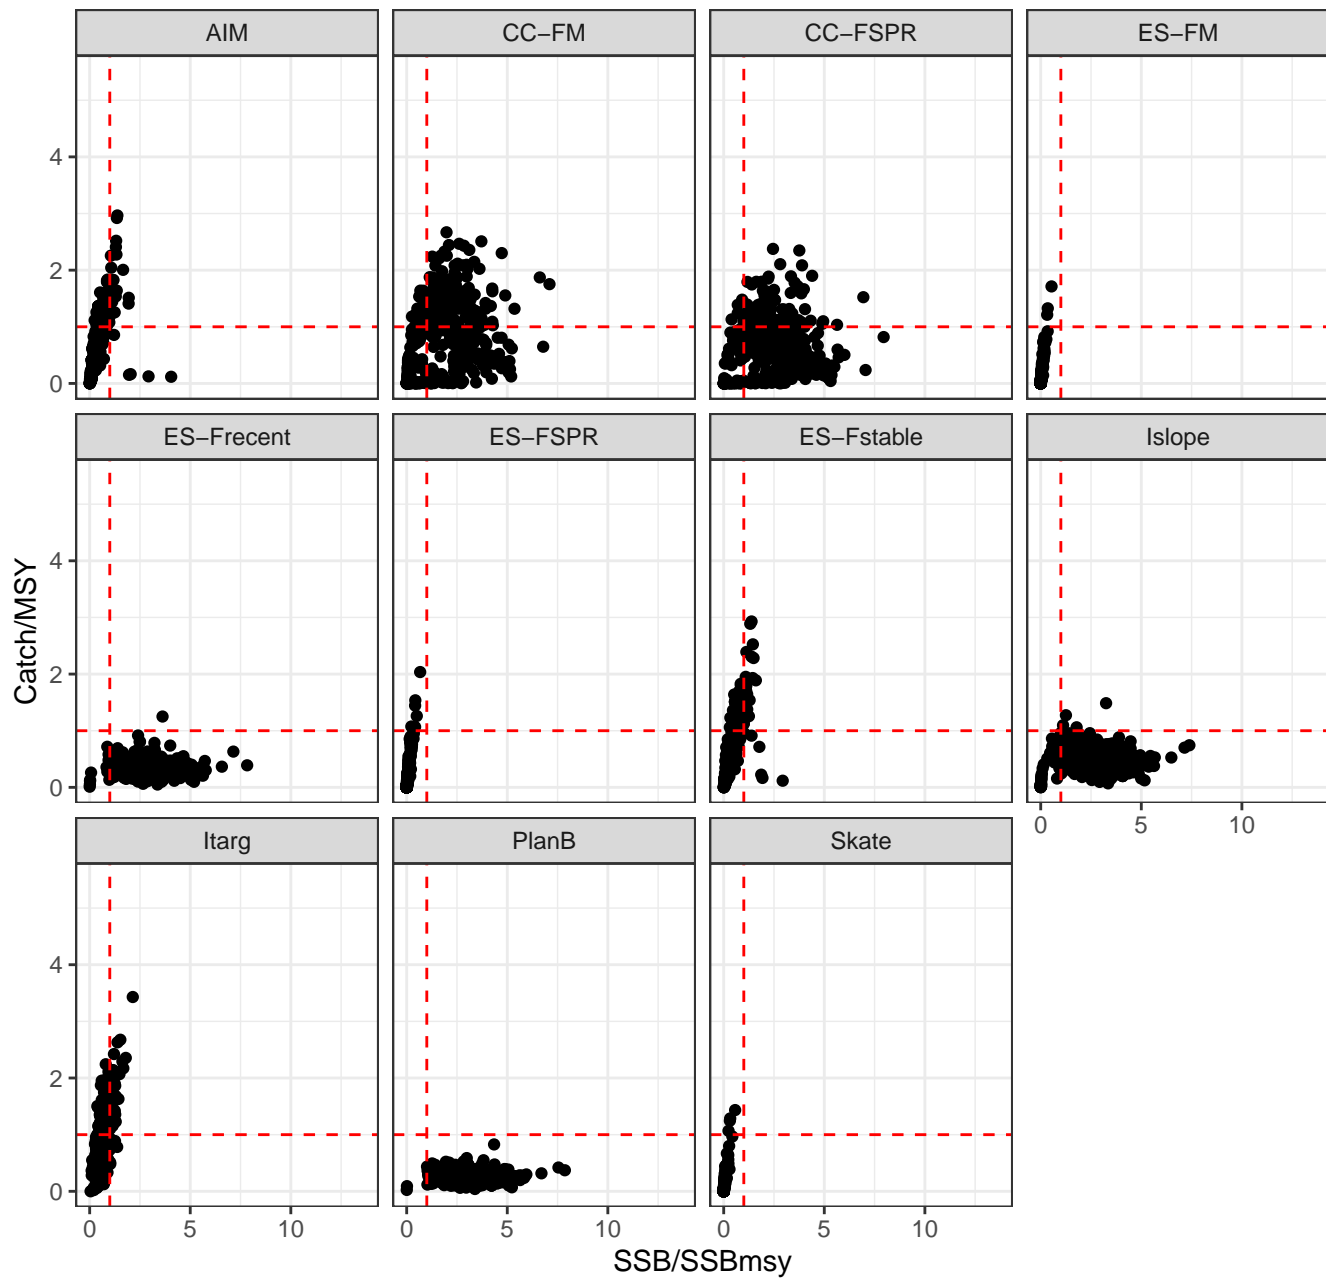 AIM CC−FM CC−FSPR ES−FM
4
2
0
ES−Frecent ES−FSPR ES−Fstable Islope
4
2
0
0 5 10
Itarg PlanB Skate
4
2
0
0 5 10 0 5 10 0 5 10
SSB/SSBmsy
Catch/MSY